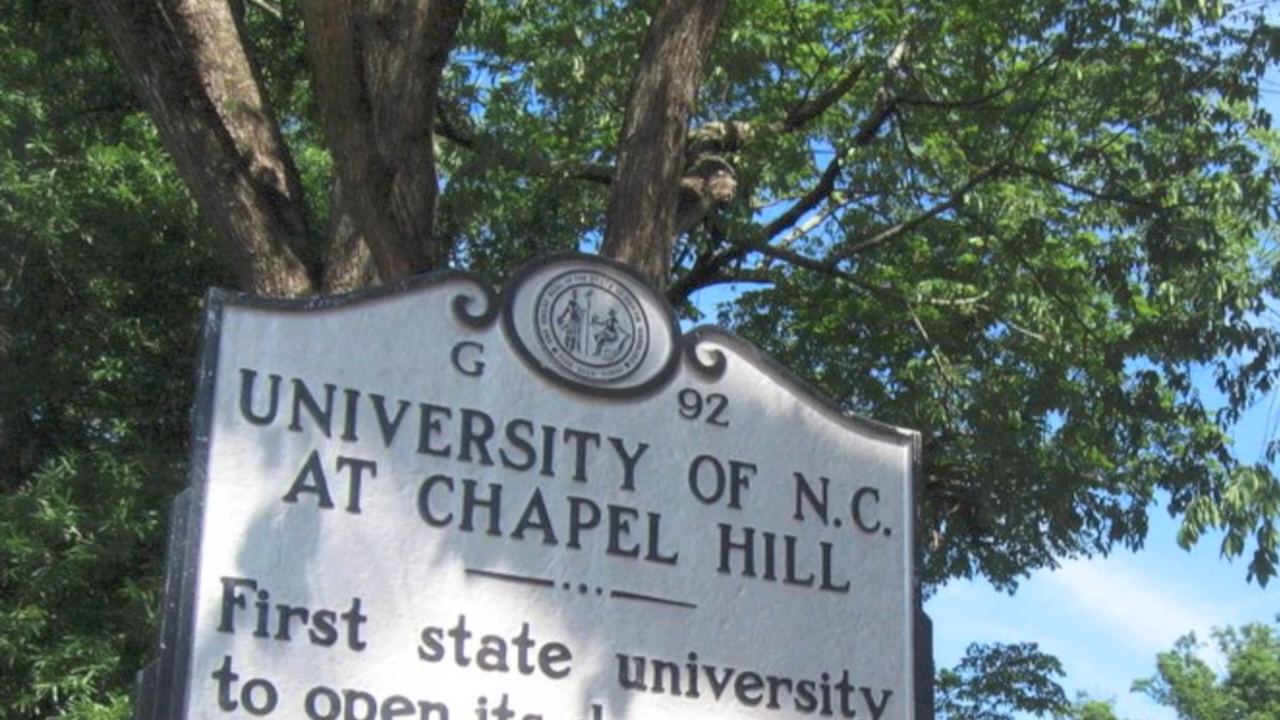 G
92
UNIVERSITY OF N.C.
AT CHAPEL HILL
First state university
to open its